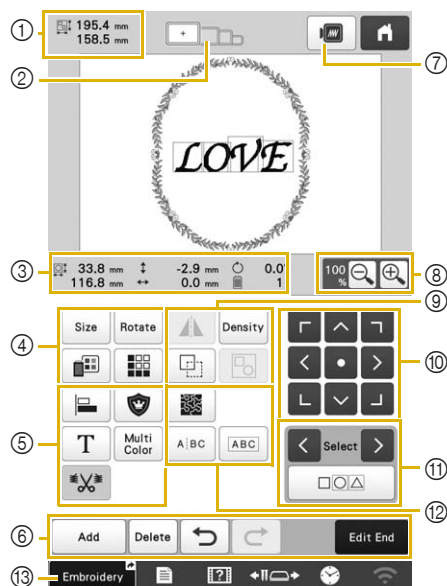 ① 195.4 mm
158.5 mm
②
⑦
LOVE
③ 33.8 mm -2.9 mm 0.0°
116.8 mm 0.0 mm 1
100 %
⑧
⑨
④ Size Rotate Density
⑩
⑤ T Multi Color A BC ABC
Select
⑪
⑫
⑥ Add Delete Edit End
⑬ Embroidery ?